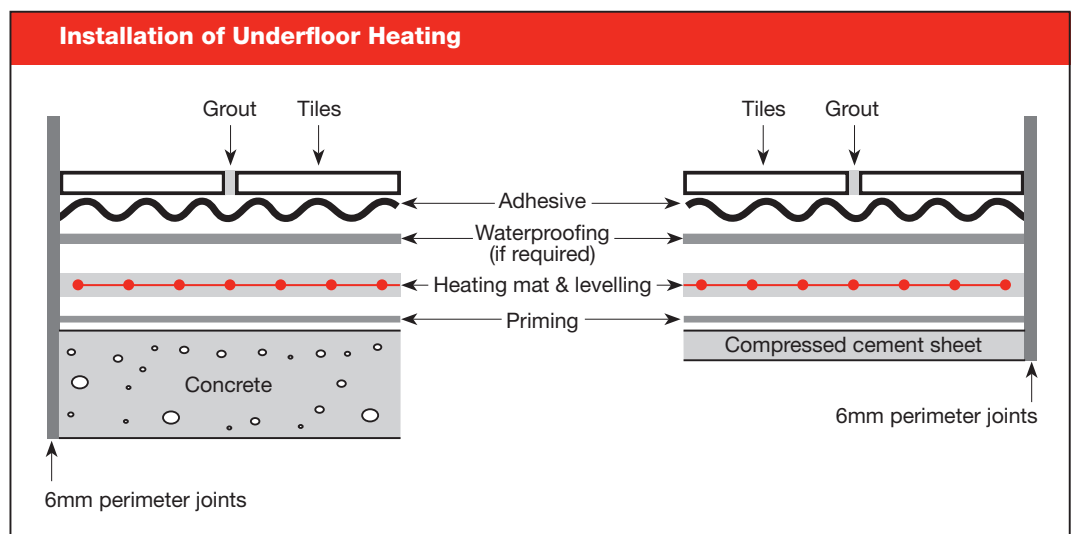 Installation of Underfloor Heating
Grout
Tiles
Tiles
Grout
Adhesive
Waterproofing
(if required)
Heating mat & levelling
Priming
Concrete
Compressed cement sheet
6mm perimeter joints
6mm perimeter joints